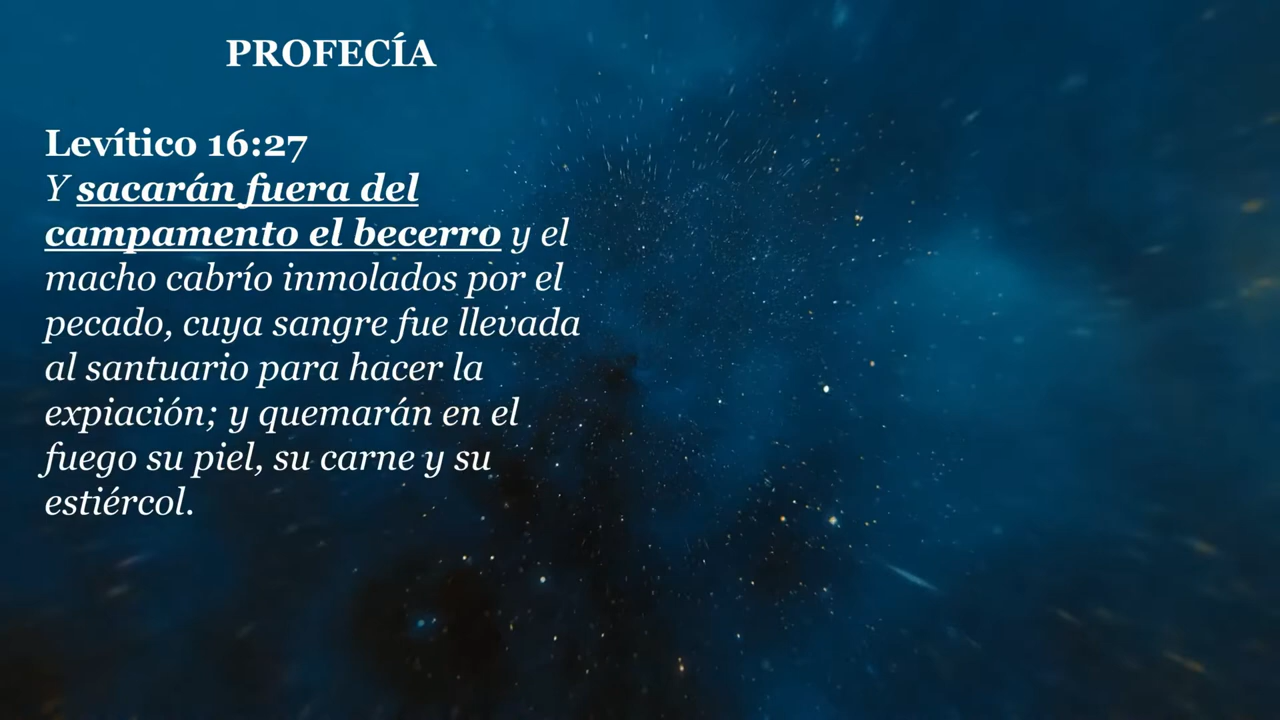 PROFECÍA
Levítico 16:27
Y sacarán fuera del
campamento el becerro y el
macho cabrío inmolados por el
pecado, cuya sangre fue llevada
al santuario para hacer la
expiación; y quemarán en el
fuego su piel, su carne y su
estiércol.